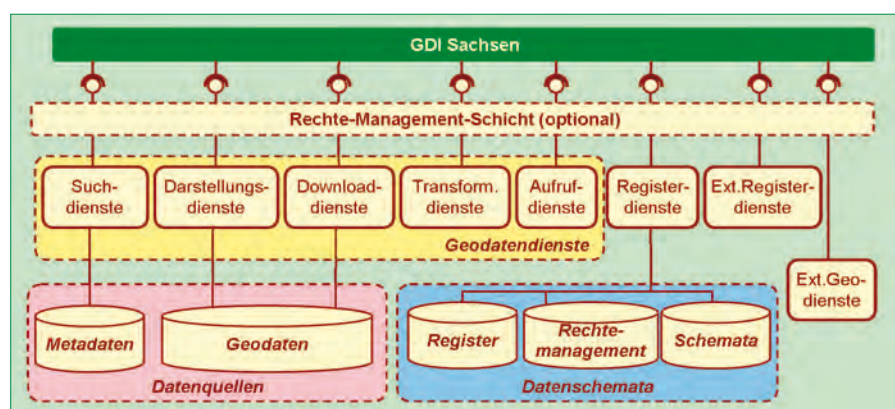 GDI Sachsen
Rechte-Management-Schicht (optional)
Such-
dienste
Darstellungs-
dienste
Download-
dienste
Transform.
dienste
Aufruf-
dienste
Register-
dienste
Ext.Register-
dienste
Geodatendienste
Ext.Geo-
dienste
Metadaten
Geodaten
Datenquellen
Register
Rechte-
management
Schemata
Datenschemata